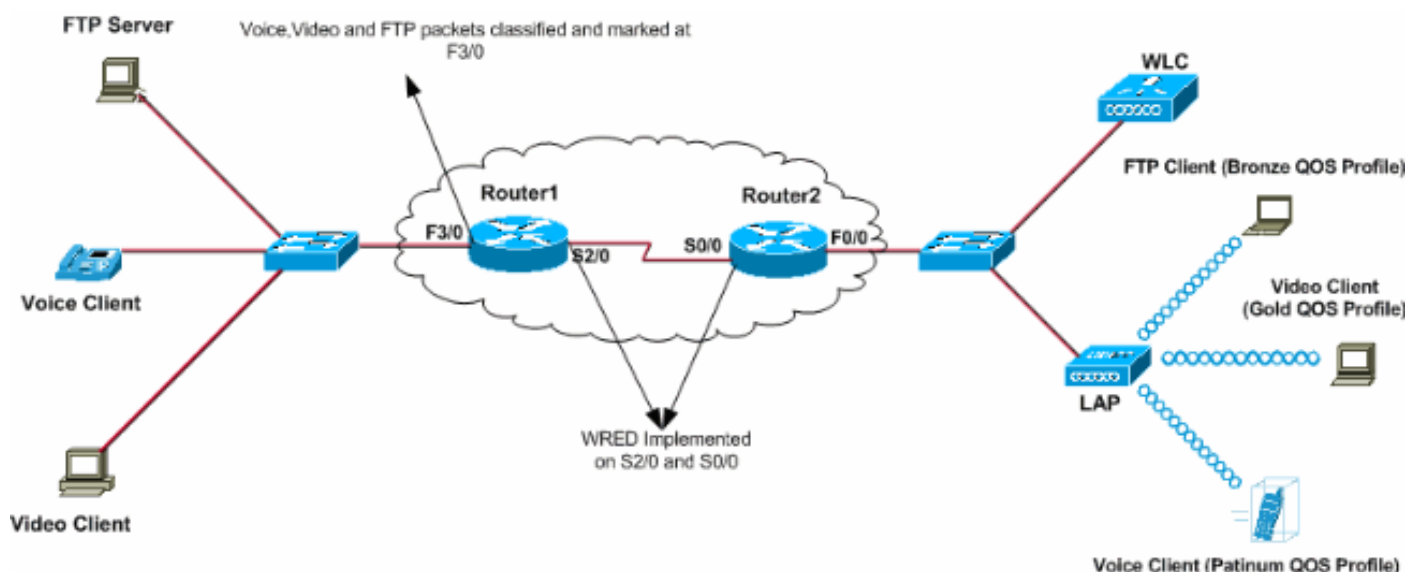 FTP Server
Voice,Video and FTP packets classified and marked at
F3/0
WLC
FTP Client (Bronze QOS Profile)
Router1
Router2
F3/0
S2/0
S0/0
F0/0
Voice Client
Video Client
(Gold QOS Profile)
LAP
WRED Implemented
on S2/0 and S0/0
Video Client
Voice Client (Patinum QOS Profile)